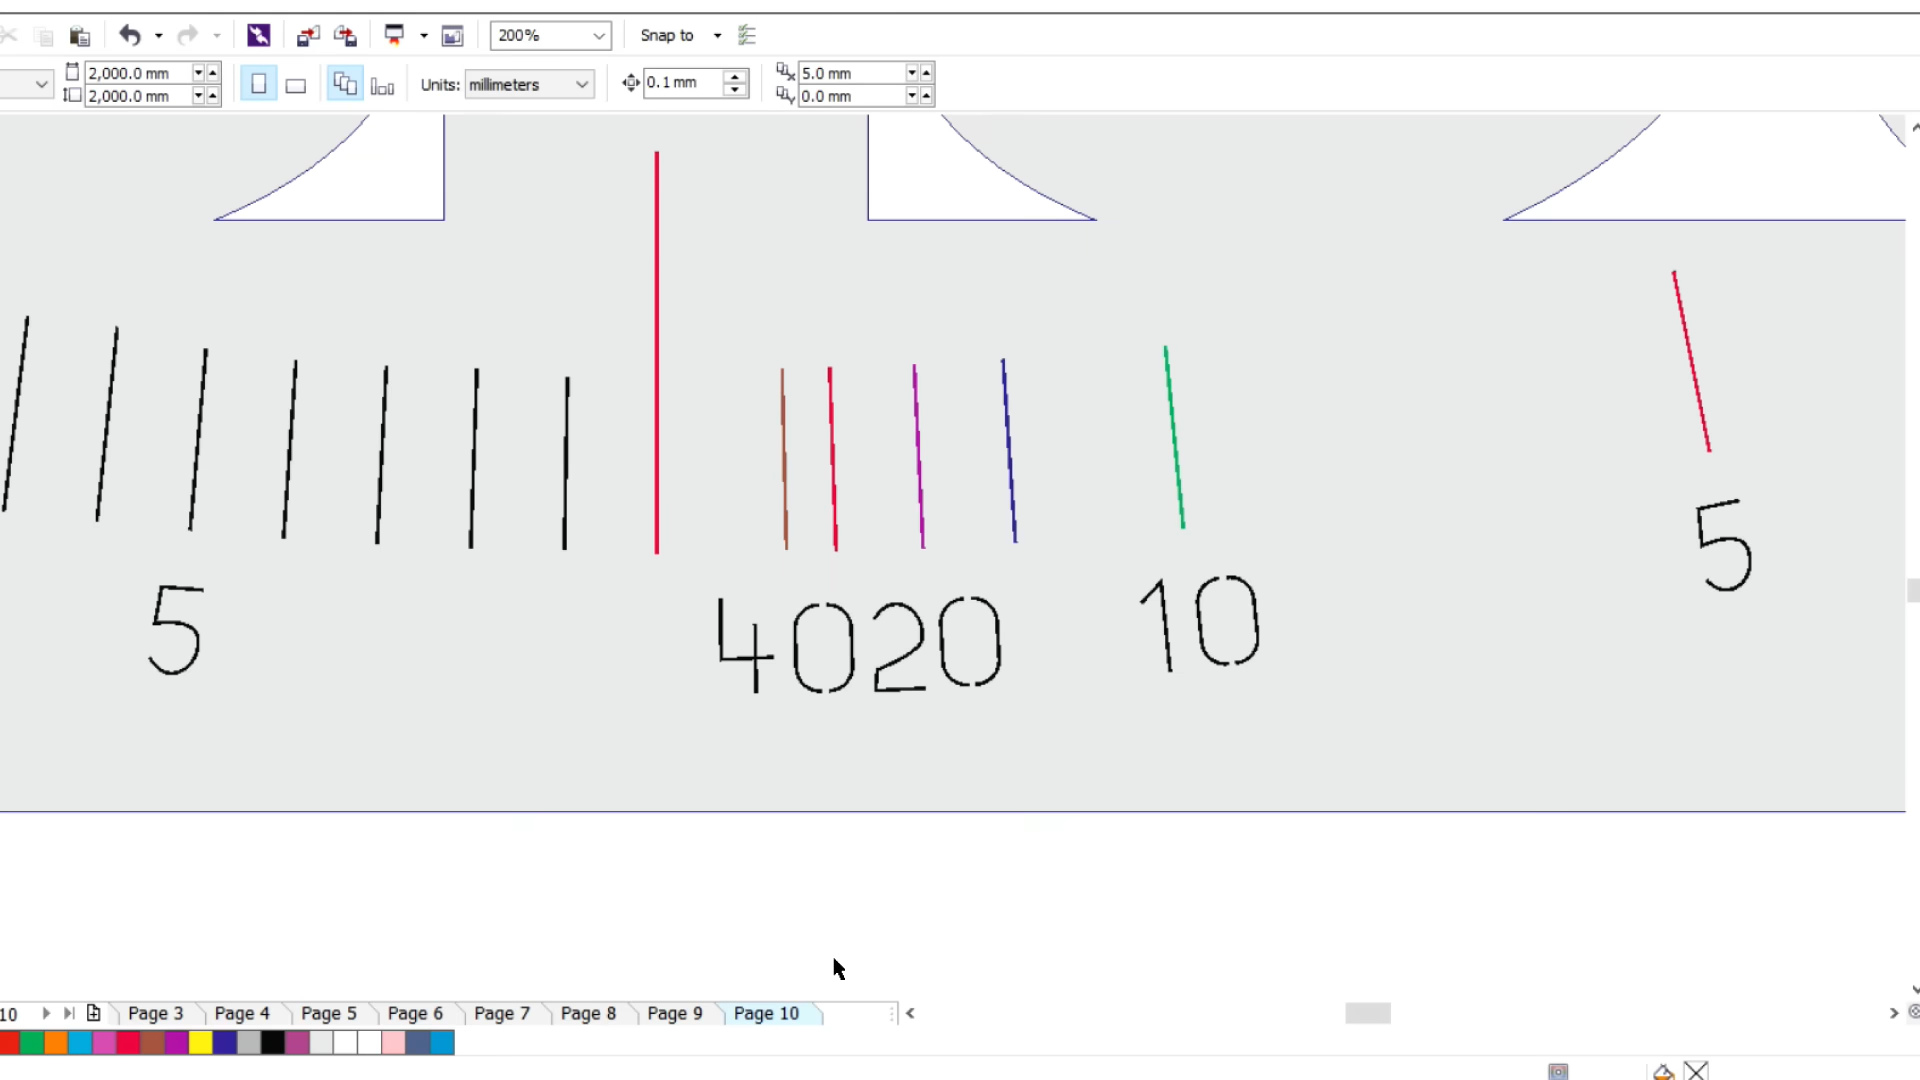 200%
Snap to
2,000.0 mm
2,000.0 mm
Units: millimeters
0.1 mm
5.0 mm
0.0 mm
5
4020
10
5
10
Page 3
Page 4
Page 5
Page 6
Page 7
Page 8
Page 9
Page 10